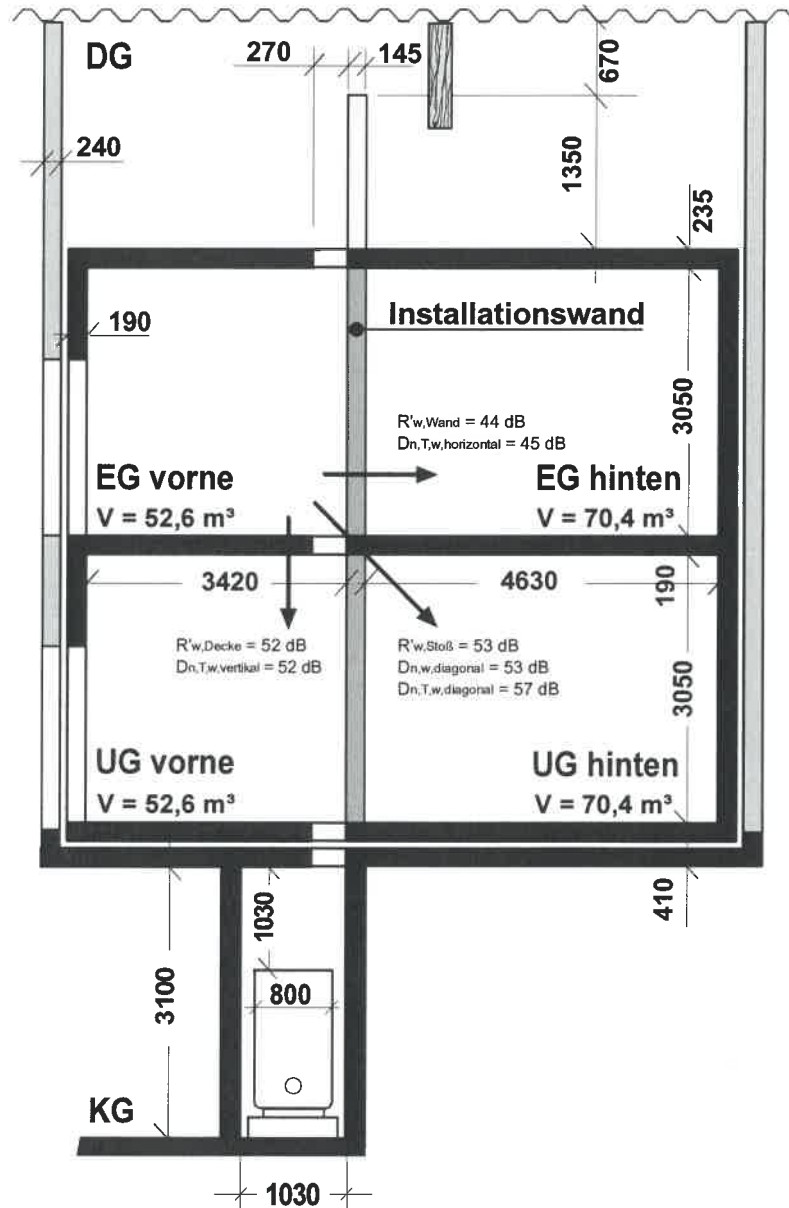 DG
270
145
670
240
1350
235
190
Installationswand
R'w,Wand = 44 dB
Dn,T,w,horizontal = 45 dB
3050
EG vorne
V = 52,6 m³
EG hinten
V = 70,4 m³
3420
4630
190
R'w,Decke = 52 dB
Dn,T,w,vertikal = 52 dB
R'w,Stoß = 53 dB
Dn,w,diagonal = 53 dB
Dn,T,w,diagonal = 57 dB
3050
UG vorne
V = 52,6 m³
UG hinten
V = 70,4 m³
410
1030
3100
800
KG
1030